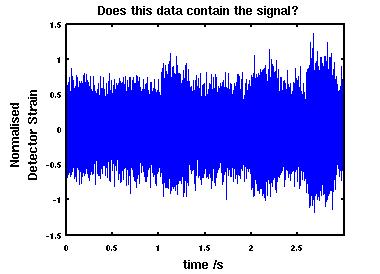 Does this data contain the signal?
1.5
1
0.5
0
-0.5
-1
-1.5
Normalised
Detector Strain
0 0.5 1 1.5 2 2.5
time /s